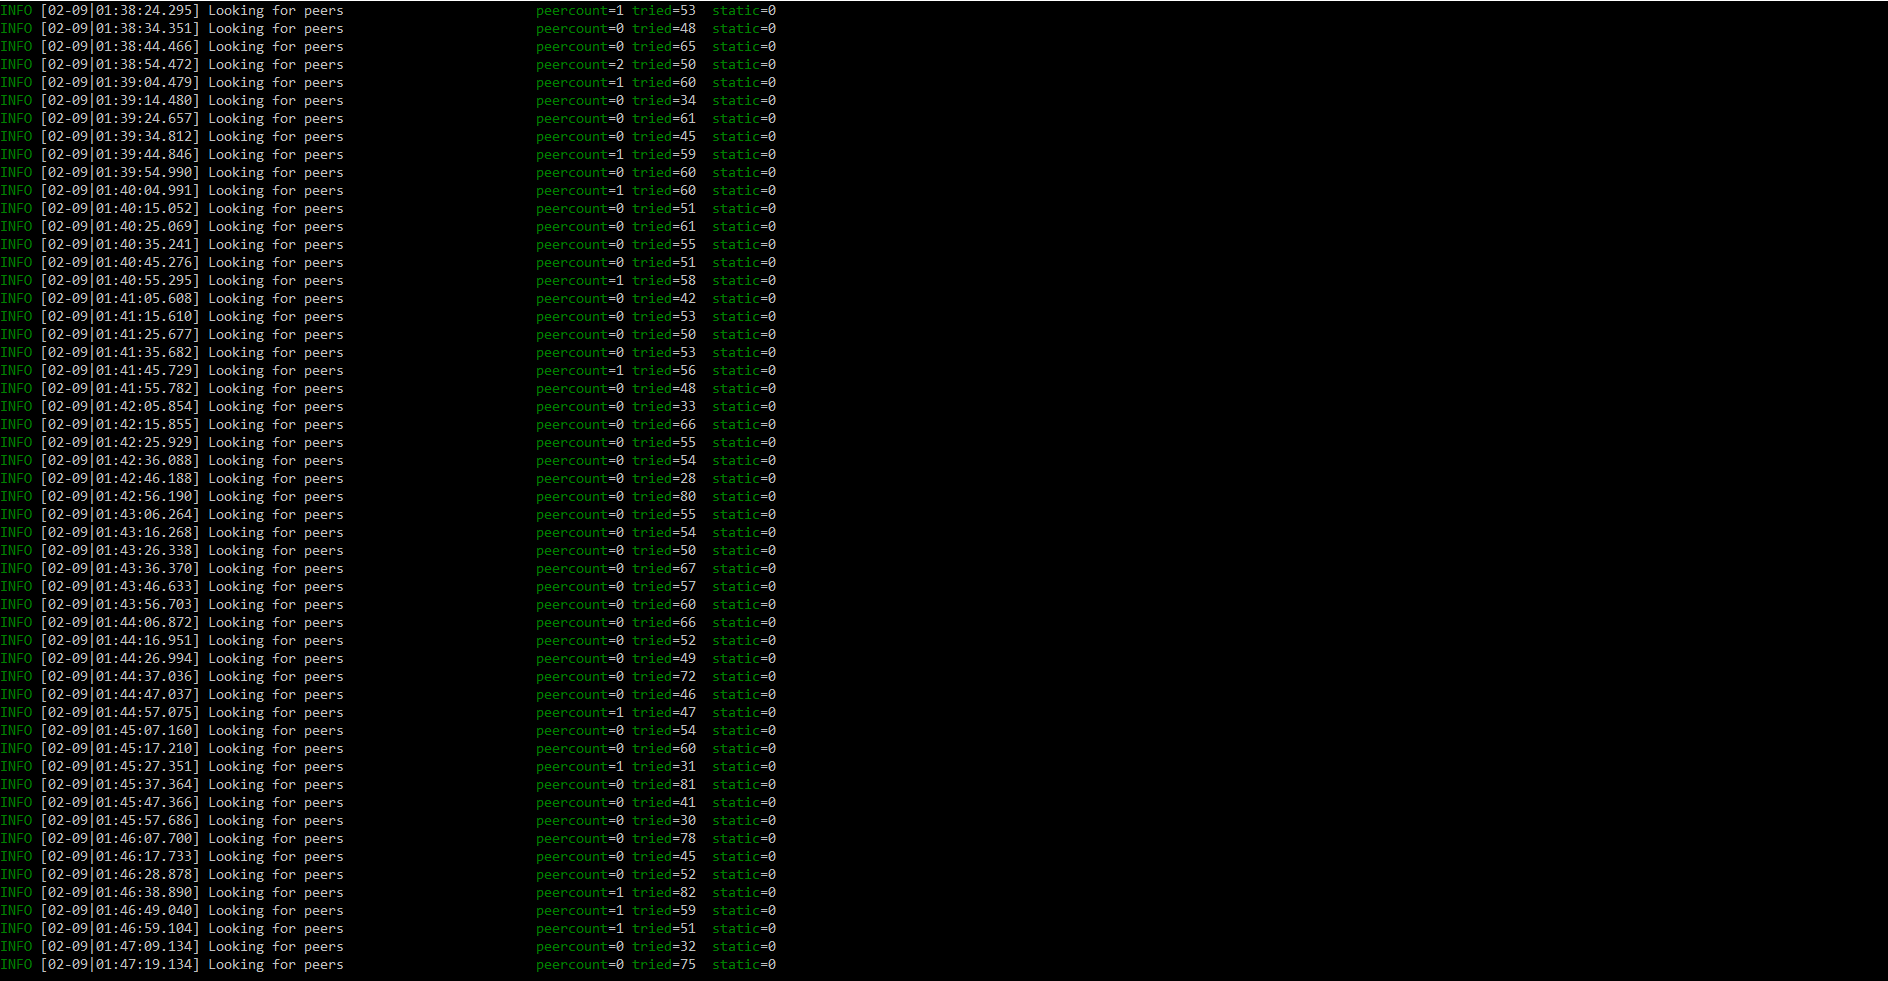 INFO [02-09|01:38:24.295] Looking for peers                        peercount=1 tried=53  static=0
INFO [02-09|01:38:34.351] Looking for peers                        peercount=0 tried=48  static=0
INFO [02-09|01:38:44.466] Looking for peers                        peercount=0 tried=65  static=0
INFO [02-09|01:38:54.472] Looking for peers                        peercount=2 tried=50  static=0
INFO [02-09|01:39:04.479] Looking for peers                        peercount=1 tried=60  static=0
INFO [02-09|01:39:14.480] Looking for peers                        peercount=0 tried=34  static=0
INFO [02-09|01:39:24.657] Looking for peers                        peercount=0 tried=61  static=0
INFO [02-09|01:39:34.812] Looking for peers                        peercount=0 tried=45  static=0
INFO [02-09|01:39:44.846] Looking for peers                        peercount=1 tried=59  static=0
INFO [02-09|01:39:54.990] Looking for peers                        peercount=0 tried=60  static=0
INFO [02-09|01:40:04.991] Looking for peers                        peercount=1 tried=60  static=0
INFO [02-09|01:40:15.052] Looking for peers                        peercount=0 tried=51  static=0
INFO [02-09|01:40:25.069] Looking for peers                        peercount=0 tried=61  static=0
INFO [02-09|01:40:35.241] Looking for peers                        peercount=0 tried=55  static=0
INFO [02-09|01:40:45.276] Looking for peers                        peercount=0 tried=51  static=0
INFO [02-09|01:40:55.295] Looking for peers                        peercount=1 tried=58  static=0
INFO [02-09|01:41:05.608] Looking for peers                        peercount=0 tried=42  static=0
INFO [02-09|01:41:15.610] Looking for peers                        peercount=0 tried=53  static=0
INFO [02-09|01:41:25.677] Looking for peers                        peercount=0 tried=50  static=0
INFO [02-09|01:41:35.682] Looking for peers                        peercount=0 tried=53  static=0
INFO [02-09|01:41:45.729] Looking for peers                        peercount=1 tried=56  static=0
INFO [02-09|01:41:55.782] Looking for peers                        peercount=0 tried=48  static=0
INFO [02-09|01:42:05.854] Looking for peers                        peercount=0 tried=33  static=0
INFO [02-09|01:42:15.855] Looking for peers                        peercount=0 tried=66  static=0
INFO [02-09|01:42:25.929] Looking for peers                        peercount=0 tried=55  static=0
INFO [02-09|01:42:36.088] Looking for peers                        peercount=0 tried=54  static=0
INFO [02-09|01:42:46.188] Looking for peers                        peercount=0 tried=28  static=0
INFO [02-09|01:42:56.190] Looking for peers                        peercount=0 tried=80  static=0
INFO [02-09|01:43:06.264] Looking for peers                        peercount=0 tried=55  static=0
INFO [02-09|01:43:16.268] Looking for peers                        peercount=0 tried=54  static=0
INFO [02-09|01:43:26.338] Looking for peers                        peercount=0 tried=50  static=0
INFO [02-09|01:43:36.370] Looking for peers                        peercount=0 tried=67  static=0
INFO [02-09|01:43:46.633] Looking for peers                        peercount=0 tried=57  static=0
INFO [02-09|01:43:56.703] Looking for peers                        peercount=0 tried=60  static=0
INFO [02-09|01:44:06.872] Looking for peers                        peercount=0 tried=66  static=0
INFO [02-09|01:44:16.951] Looking for peers                        peercount=0 tried=52  static=0
INFO [02-09|01:44:26.994] Looking for peers                        peercount=0 tried=49  static=0
INFO [02-09|01:44:37.036] Looking for peers                        peercount=0 tried=72  static=0
INFO [02-09|01:44:47.037] Looking for peers                        peercount=0 tried=46  static=0
INFO [02-09|01:44:57.075] Looking for peers                        peercount=1 tried=47  static=0
INFO [02-09|01:45:07.160] Looking for peers                        peercount=0 tried=54  static=0
INFO [02-09|01:45:17.210] Looking for peers                        peercount=0 tried=60  static=0
INFO [02-09|01:45:27.351] Looking for peers                        peercount=1 tried=31  static=0
INFO [02-09|01:45:37.364] Looking for peers                        peercount=0 tried=81  static=0
INFO [02-09|01:45:47.366] Looking for peers                        peercount=0 tried=41  static=0
INFO [02-09|01:45:57.686] Looking for peers                        peercount=0 tried=30  static=0
INFO [02-09|01:46:07.700] Looking for peers                        peercount=0 tried=78  static=0
INFO [02-09|01:46:17.733] Looking for peers                        peercount=0 tried=45  static=0
INFO [02-09|01:46:28.878] Looking for peers                        peercount=0 tried=52  static=0
INFO [02-09|01:46:38.890] Looking for peers                        peercount=1 tried=82  static=0
INFO [02-09|01:46:49.040] Looking for peers                        peercount=1 tried=59  static=0
INFO [02-09|01:46:59.104] Looking for peers                        peercount=1 tried=51  static=0
INFO [02-09|01:47:09.134] Looking for peers                        peercount=0 tried=32  static=0
INFO [02-09|01:47:19.134] Looking for peers                        peercount=0 tried=75  static=0